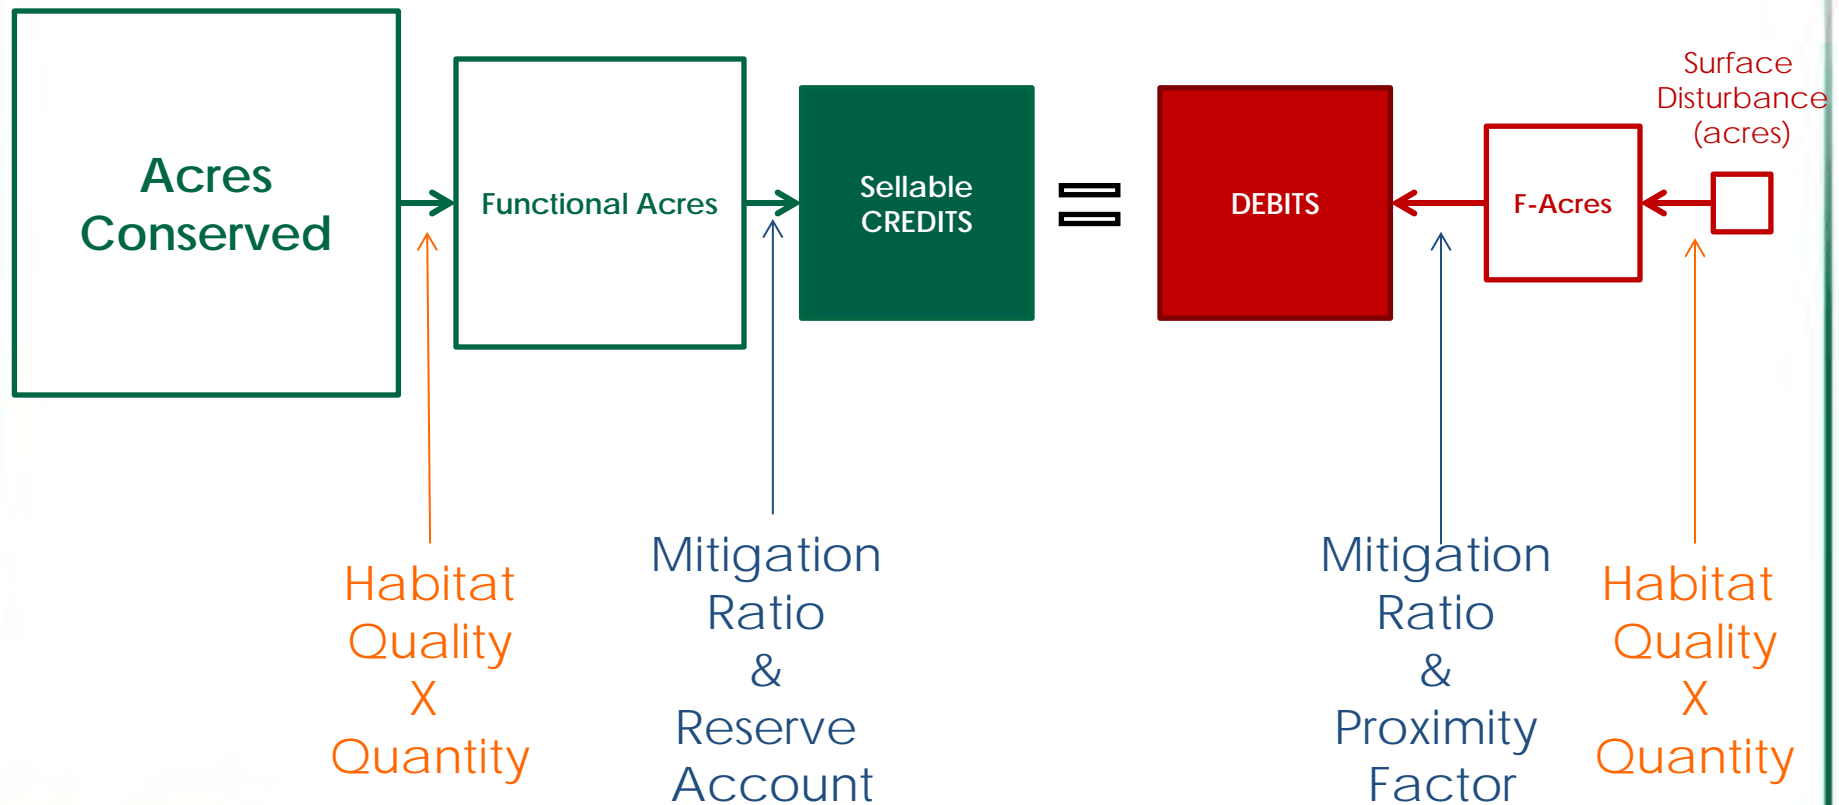 Acres
Conserved
Functional Acres
Sellable
CREDITS
=
DEBITS
F-Acres
Surface
Disturbance
(acres)
Habitat
Quality
X
Quantity
Mitigation
Ratio
&
Reserve
Account
Mitigation
Ratio
&
Proximity
Factor
Habitat
Quality
X
Quantity